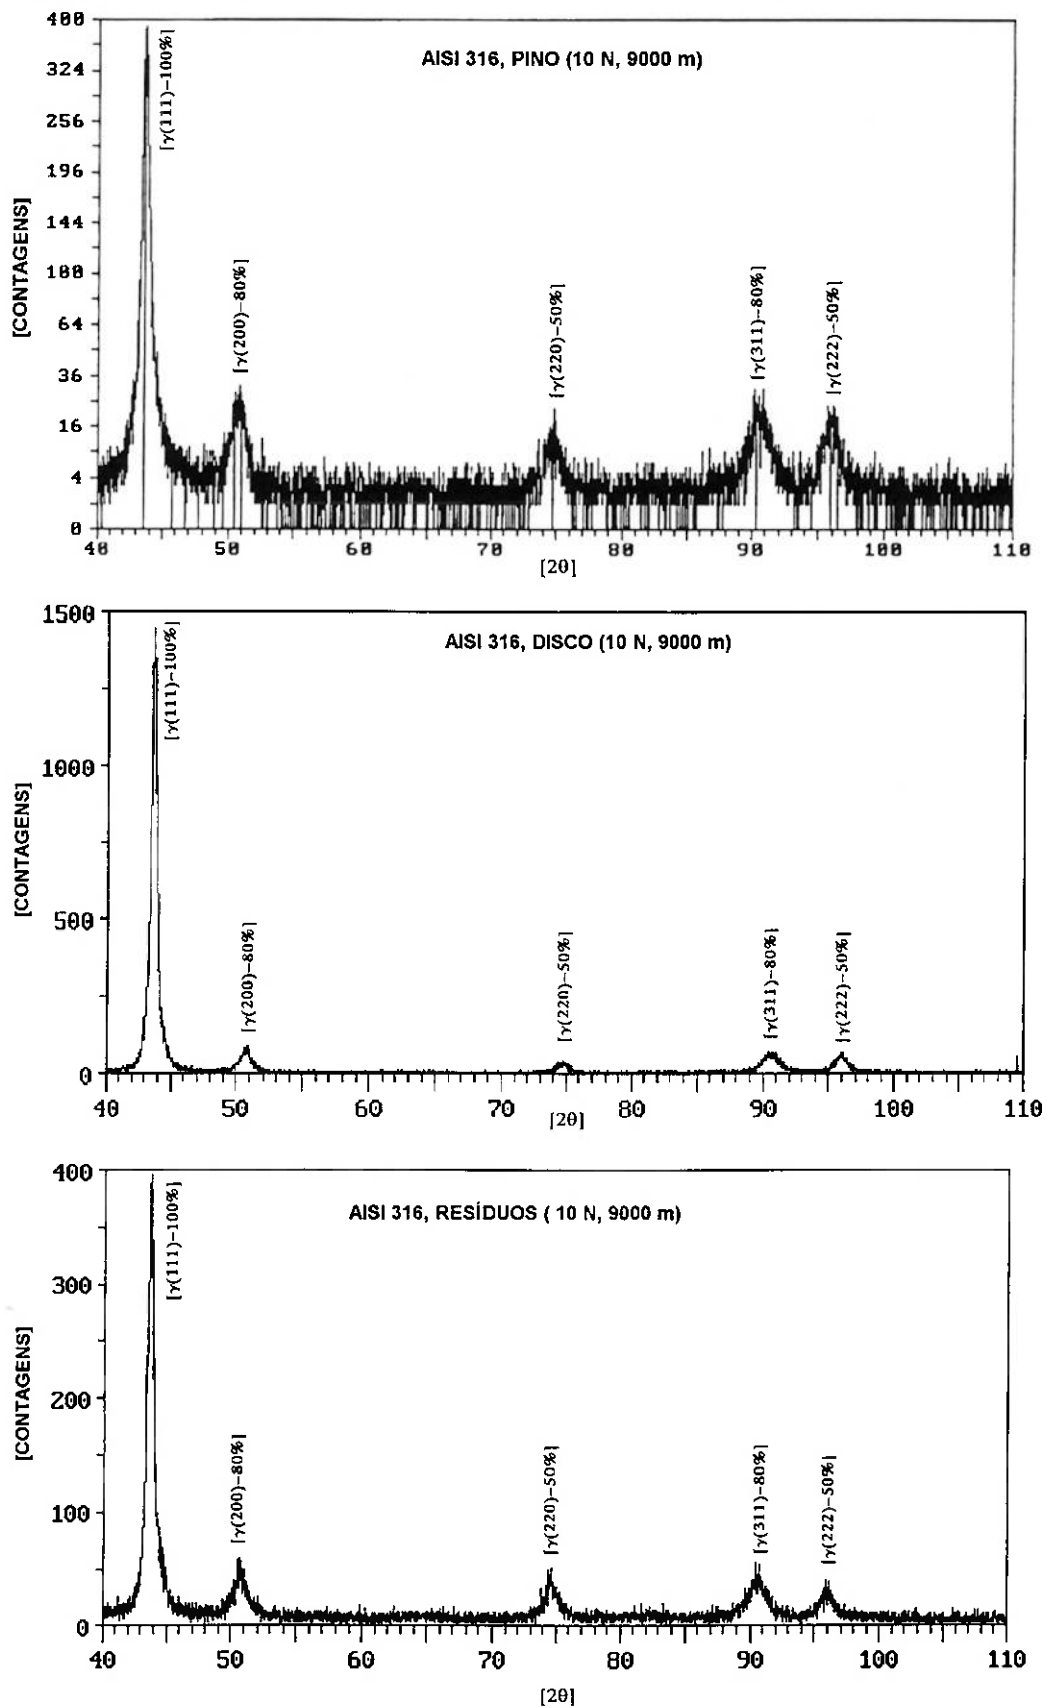 AISI 316, PINO (10 N, 9000 m)
[CONTAGENS]
400
324
256
196
144
100
64
36
16
4
0
[γ(111)-100%]
[γ(200)-80%]
[γ(220)-50%]
[γ(311)-80%]
[γ(222)-50%]
40 50 60 70 80 90 100 110
[2θ]
AISI 316, DISCO (10 N, 9000 m)
[CONTAGENS]
1500
1000
500
0
[γ(111)-100%]
[γ(200)-80%]
[γ(220)-50%]
[γ(311)-80%]
[γ(222)-50%]
40 50 60 70 80 90 100 110
[2θ]
AISI 316, RESÍDUOS ( 10 N, 9000 m)
[CONTAGENS]
400
300
200
100
0
[γ(111)-100%]
[γ(200)-80%]
[γ(220)-50%]
[γ(311)-80%]
[γ(222)-50%]
40 50 60 70 80 90 100 110
[2θ]